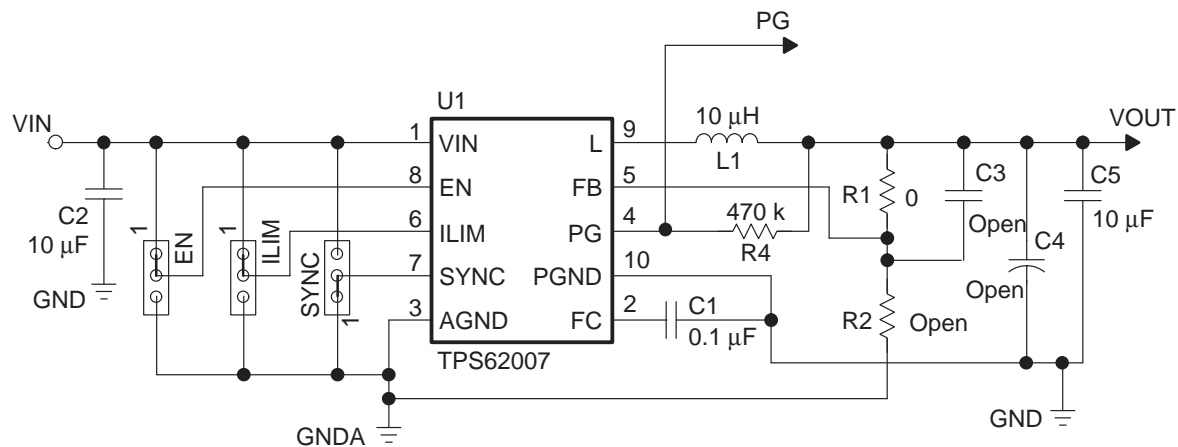 PG
U1
VIN
1
VIN
L
9
10 μH
L1
VOUT
8
EN
FB
5
R1
0
C3
Open
C5
10 μF
C2
10 μF
6
ILIM
PG
4
470 k
R4
C4
Open
1
EN
1
ILIM
SYNC
1
7
SYNC
PGND
10
GND
3
AGND
FC
2
C1
0.1 μF
R2
Open
TPS62007
GNDA
GND